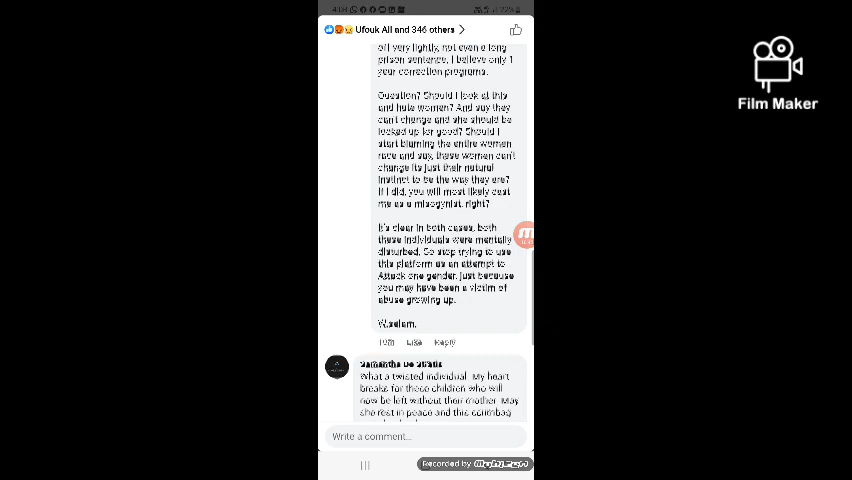 4:08
22%
Ufouk Ali and 346 others
off very lightly, not even a long
prison sentence, I believe only 1
year correction programs.
Question? Should I look at this
and hate women? And say they
can't change and she should be
locked up for good? Should I
start blaming the entire women
race and say, these women can't
change its just their natural
instinct to be the way they are?
If I did, you will most likely cast
me as a misogynist, right?
It's clear in both cases, both
these individuals were mentally
disturbed. So stop trying to use
this platform as an attempt to
Attack one gender. Just because
you may have been a victim of
abuse growing up.
W.salam.
Like Reply
Samantha
What a twisted individual. My heart
breaks for these children who will
now be left without their mother. May
she rest in peace and this scumbag
Write a comment...
Recorded by
Film Maker